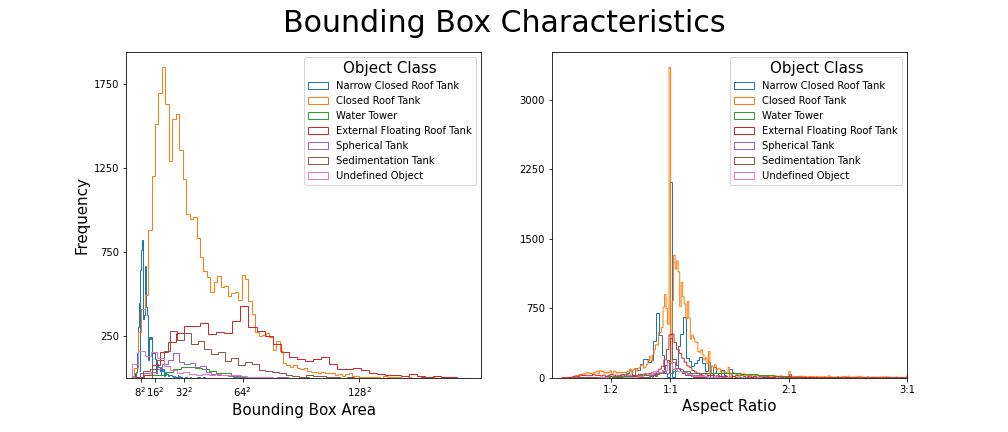 Bounding Box Characteristics
Object Class
Narrow Closed Roof Tank
Closed Roof Tank
Water Tower
External Floating Roof Tank
Spherical Tank
Sedimentation Tank
Undefined Object
1750
1250
750
250
Frequency
8² 16² 32² 64² 128²
Bounding Box Area
Object Class
Narrow Closed Roof Tank
Closed Roof Tank
Water Tower
External Floating Roof Tank
Spherical Tank
Sedimentation Tank
Undefined Object
3000
2250
1500
750
0
1:2 1:1 2:1 3:1
Aspect Ratio